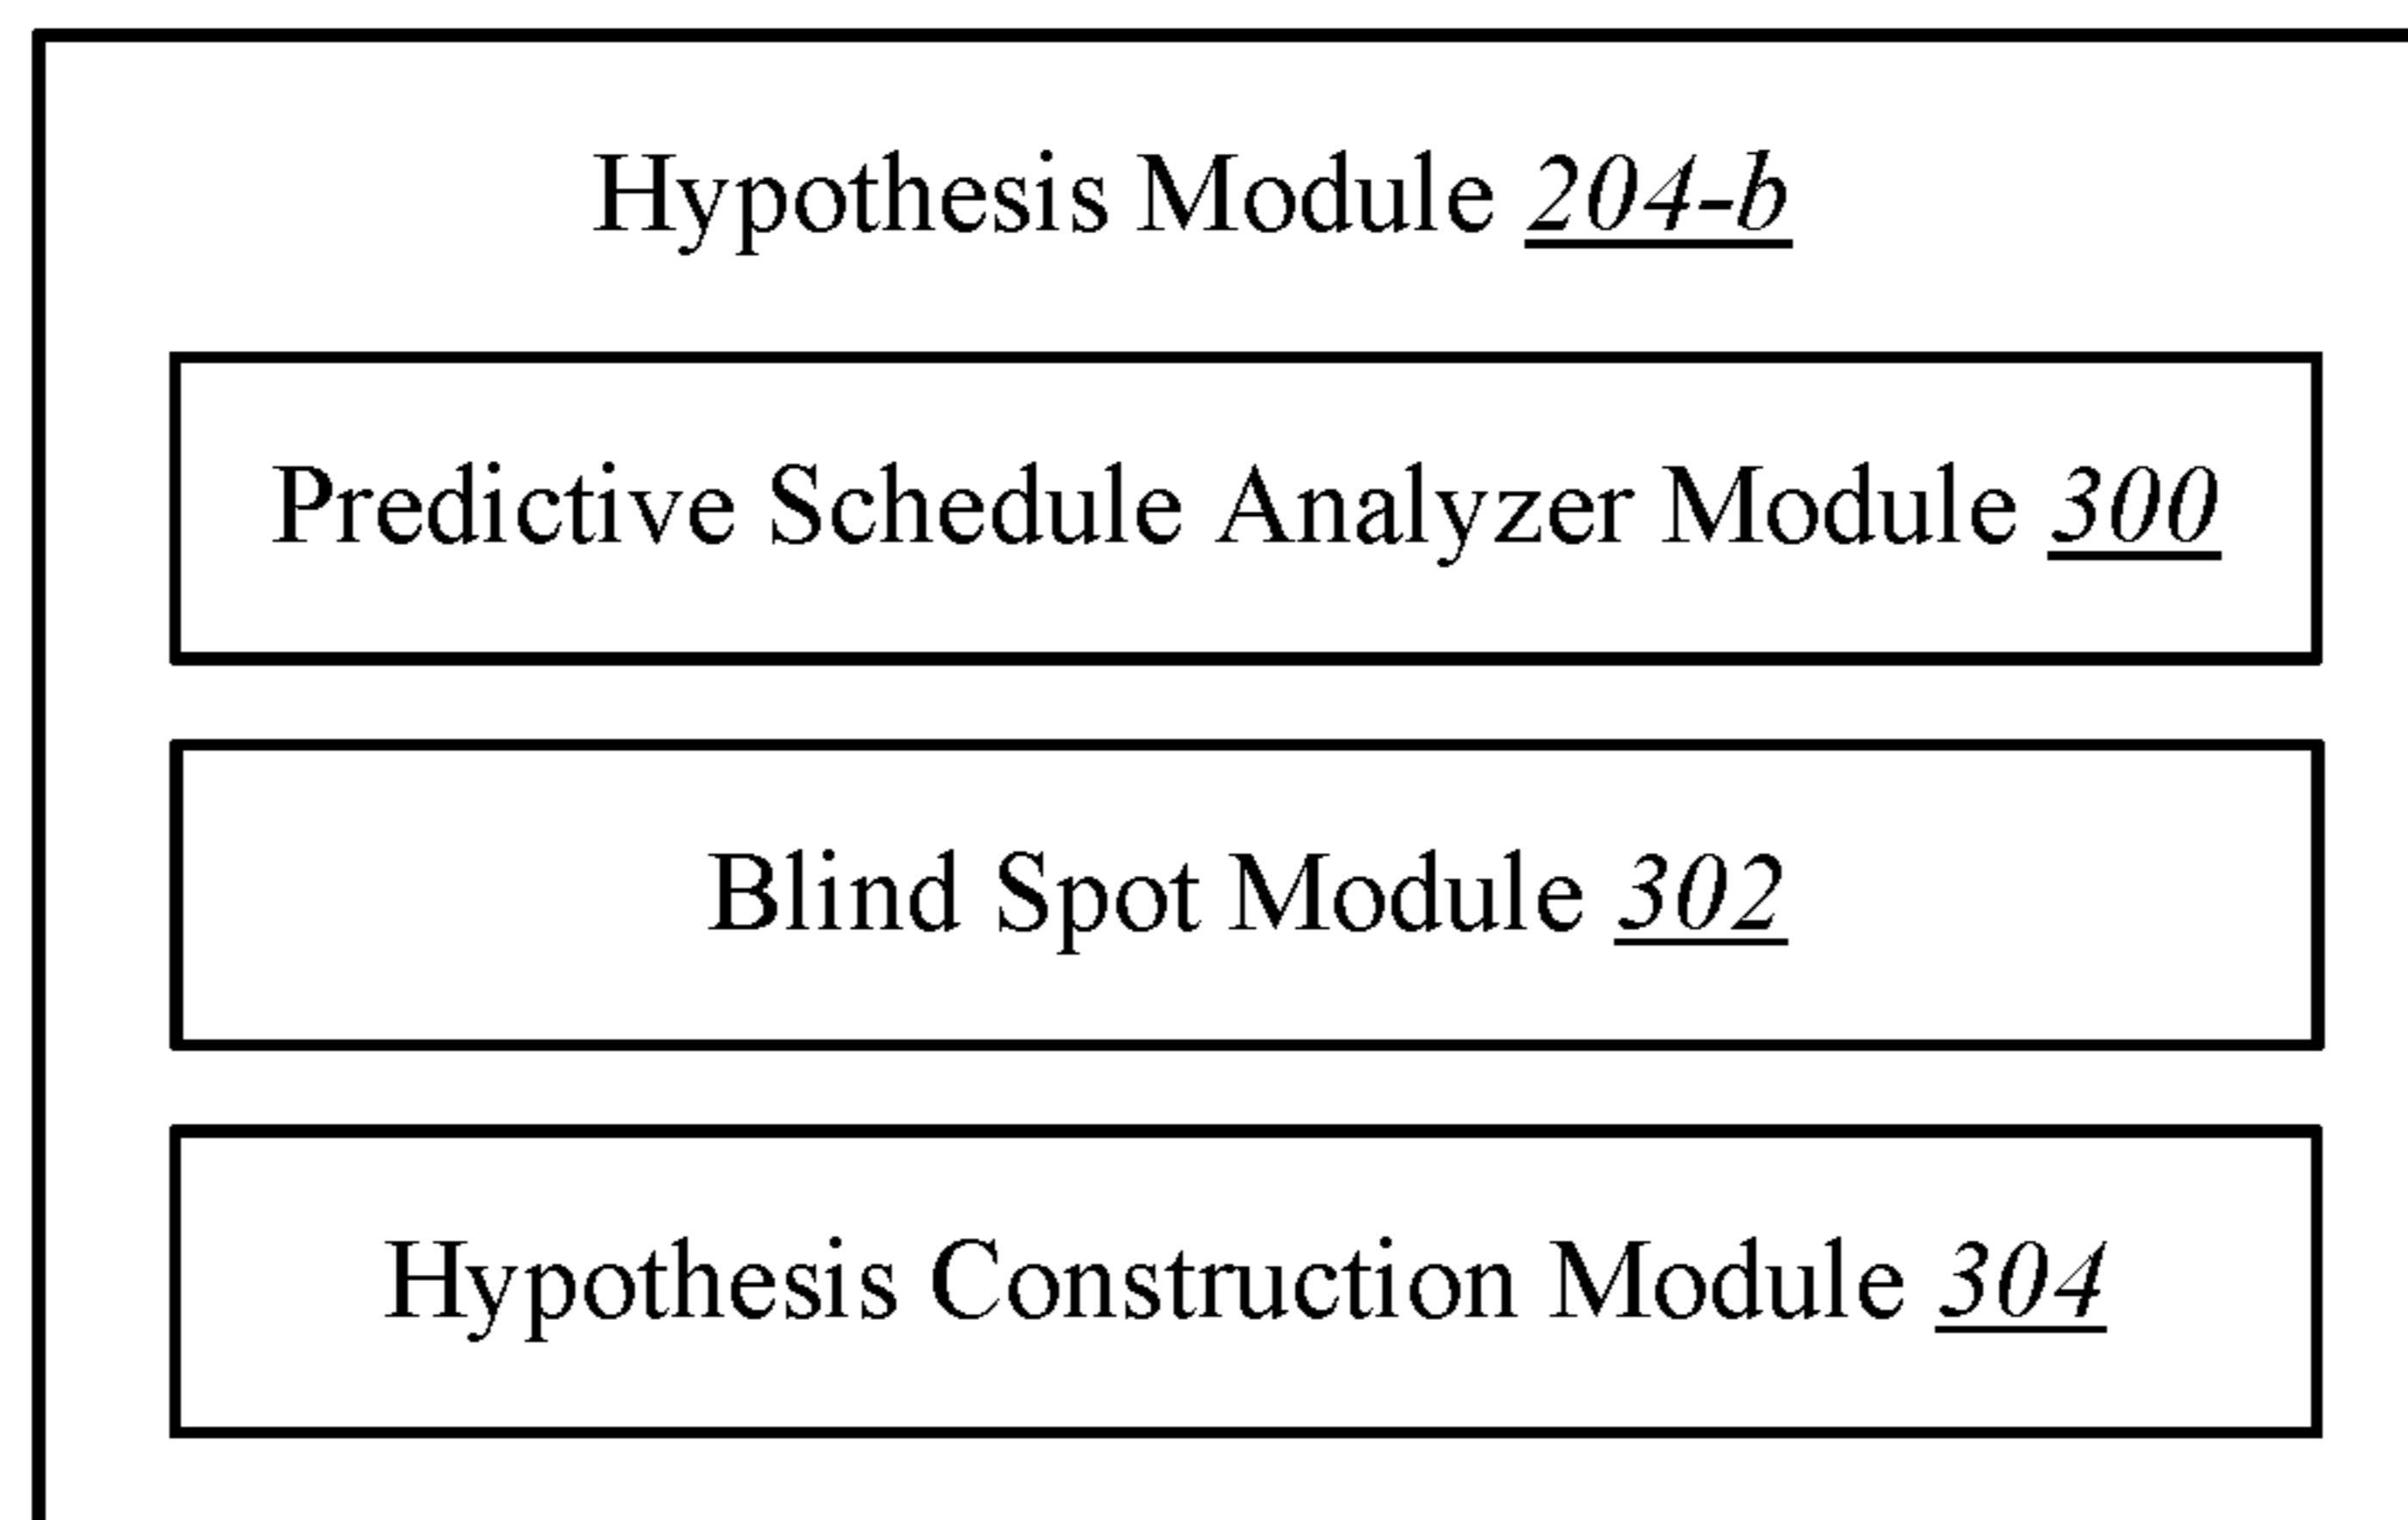 Hypothesis Module 204-b
Predictive Schedule Analyzer Module 300
Blind Spot Module 302
Hypothesis Construction Module 304